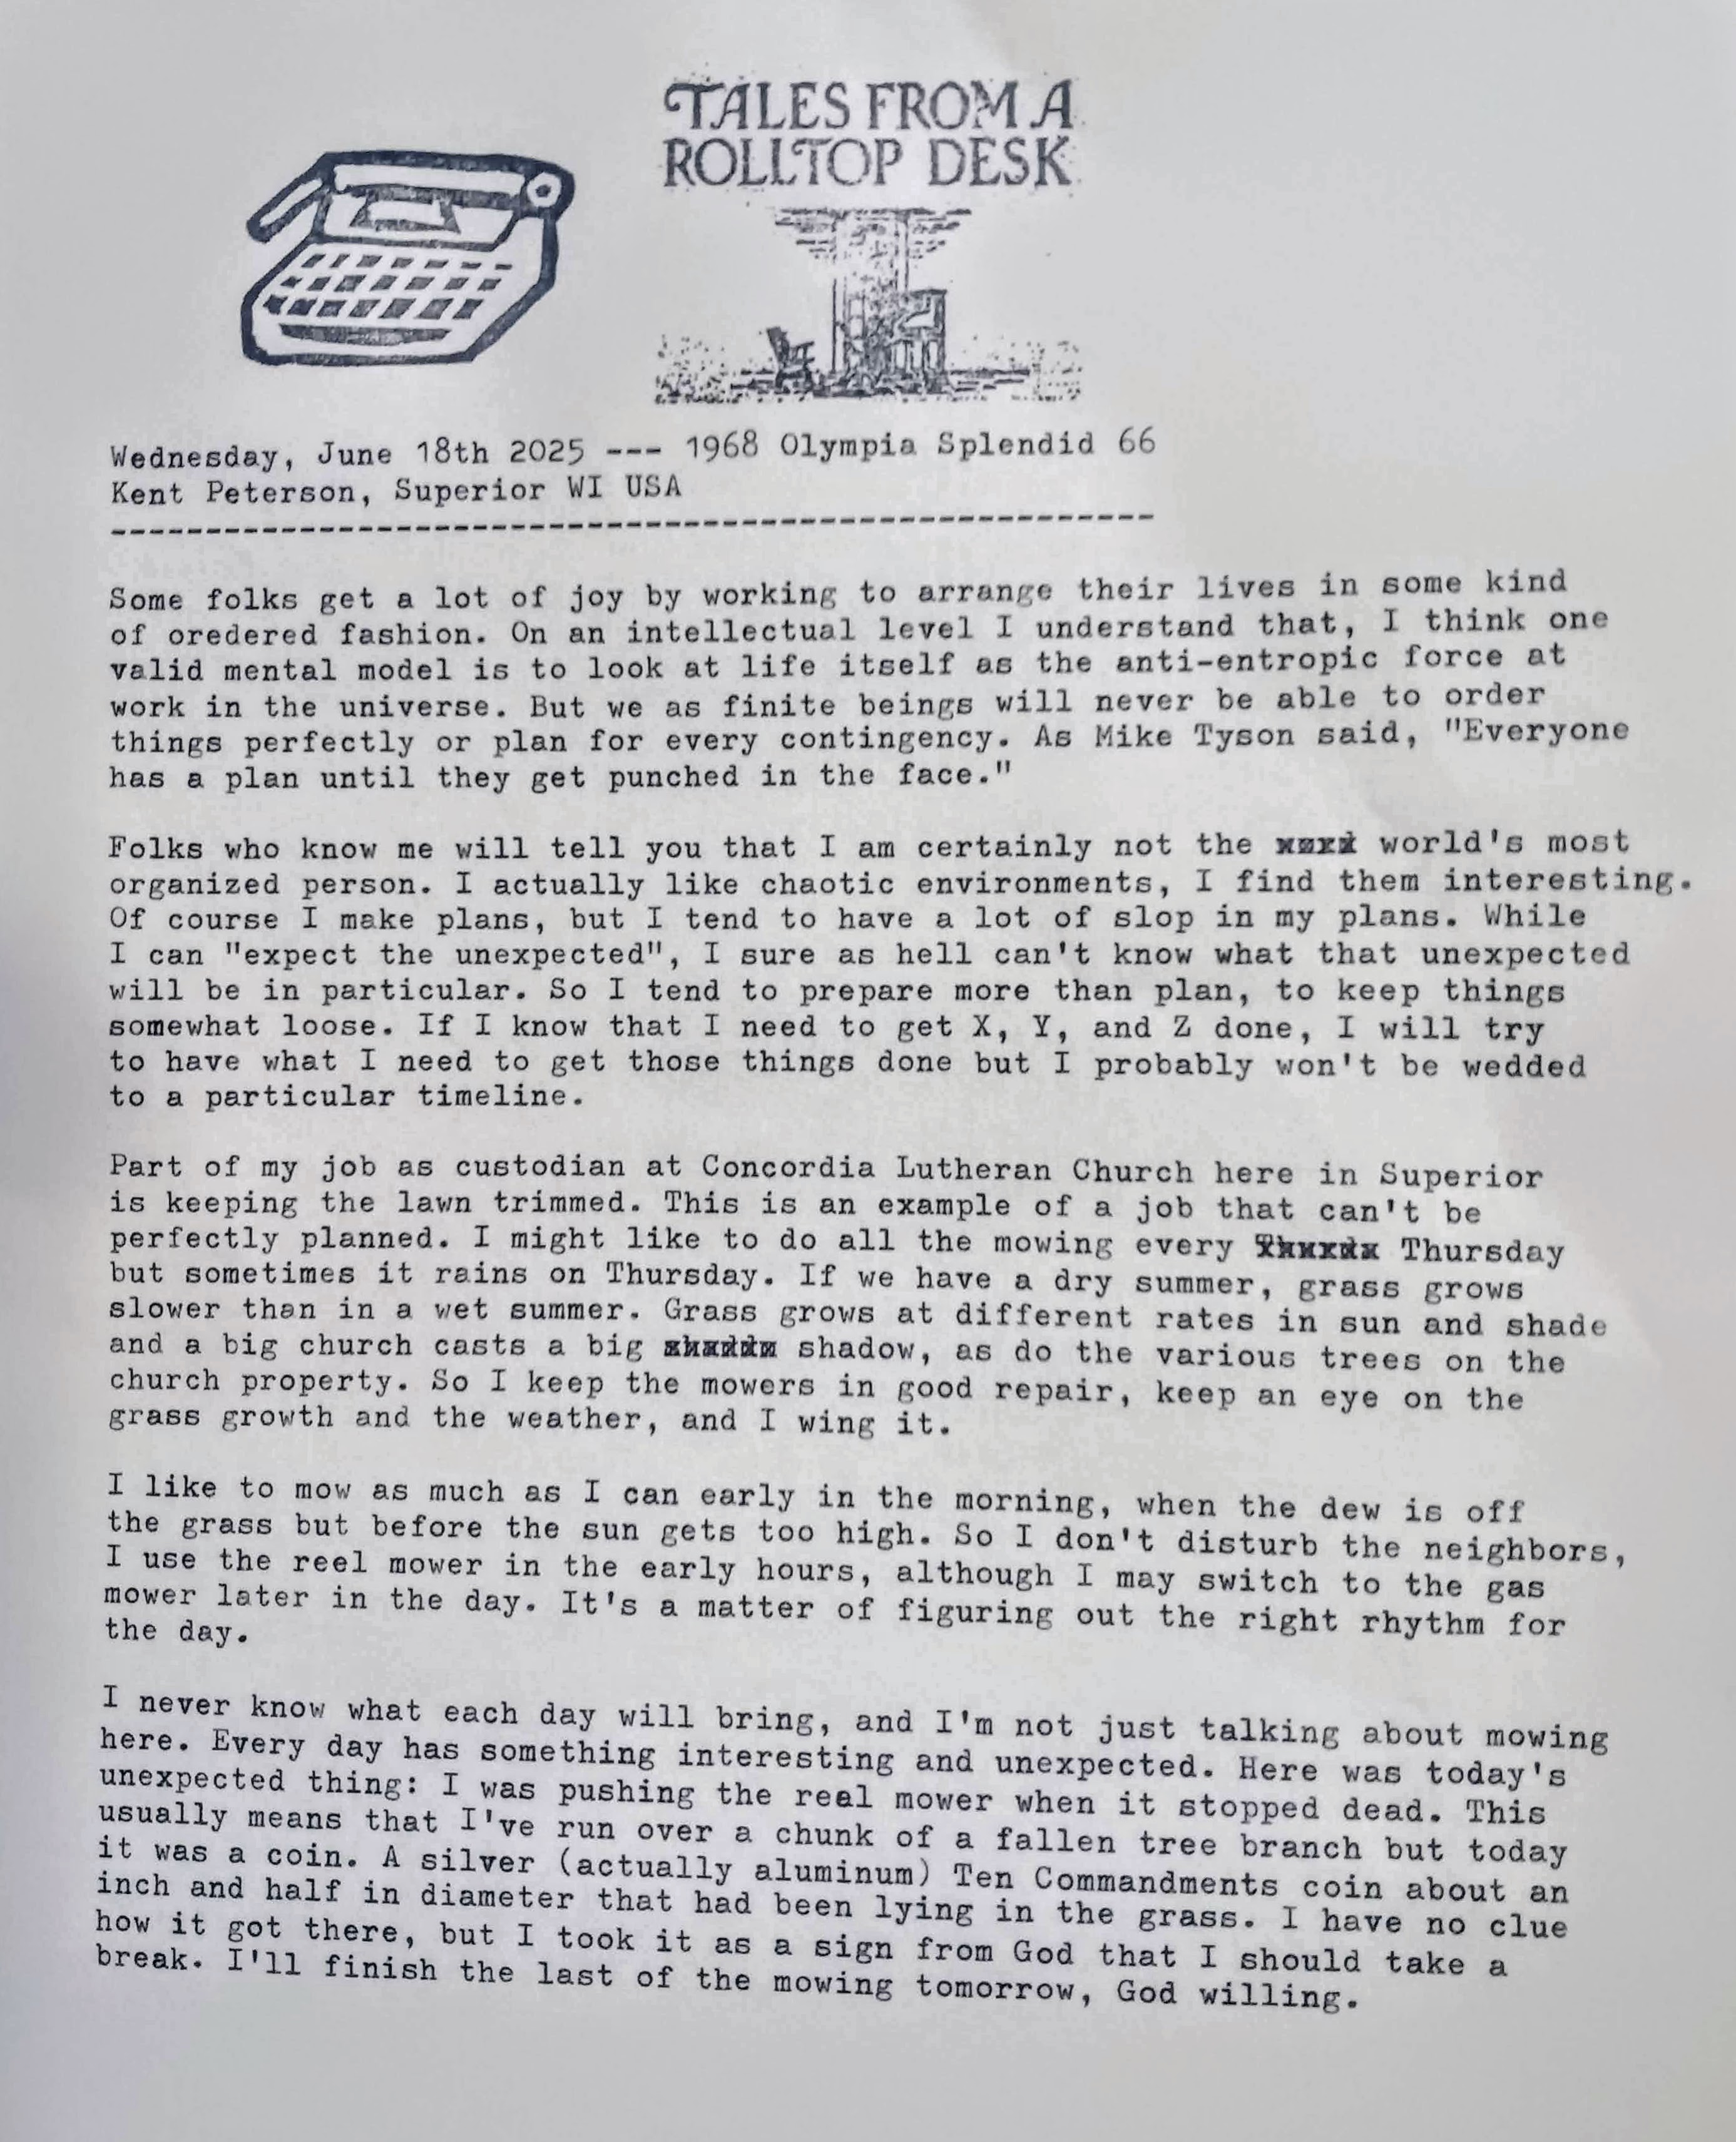 TALES FROM A
ROLLTOP DESK
Wednesday, June 18th 2025 --- 1968 Olympia Splendid 66
Kent Peterson, Superior WI USA
-------------------------------------------------------
Some folks get a lot of joy by working to arrange their lives in some kind
of oredered fashion. On an intellectual level I understand that, I think one
valid mental model is to look at life itself as the anti-entropic force at
work in the universe. But we as finite beings will never be able to order
things perfectly or plan for every contingency. As Mike Tyson said, "Everyone
has a plan until they get punched in the face."
Folks who know me will tell you that I am certainly not the world's most
organized person. I actually like chaotic environments, I find them interesting.
Of course I make plans, but I tend to have a lot of slop in my plans. While
I can "expect the unexpected", I sure as hell can't know what that unexpected
will be in particular. So I tend to prepare more than plan, to keep things
somewhat loose. If I know that I need to get X, Y, and Z done, I will try
to have what I need to get those things done but I probably won't be wedded
to a particular timeline.
Part of my job as custodian at Concordia Lutheran Church here in Superior
is keeping the lawn trimmed. This is an example of a job that can't be
perfectly planned. I might like to do all the mowing every Thursday
but sometimes it rains on Thursday. If we have a dry summer, grass grows
slower than in a wet summer. Grass grows at different rates in sun and shade
and a big church casts a big shadow, as do the various trees on the
church property. So I keep the mowers in good repair, keep an eye on the
grass growth and the weather, and I wing it.
I like to mow as much as I can early in the morning, when the dew is off
the grass but before the sun gets too high. So I don't disturb the neighbors,
I use the reel mower in the early hours, although I may switch to the gas
mower later in the day. It's a matter of figuring out the right rhythm for
the day.
I never know what each day will bring, and I'm not just talking about mowing
here. Every day has something interesting and unexpected. Here was today's
unexpected thing: I was pushing the reel mower when it stopped dead. This
usually means that I've run over a chunk of a fallen tree branch but today
it was a coin. A silver (actually aluminum) Ten Commandments coin about an
inch and half in diameter that had been lying in the grass. I have no clue
how it got there, but I took it as a sign from God that I should take a
break. I'll finish the last of the mowing tomorrow, God willing.